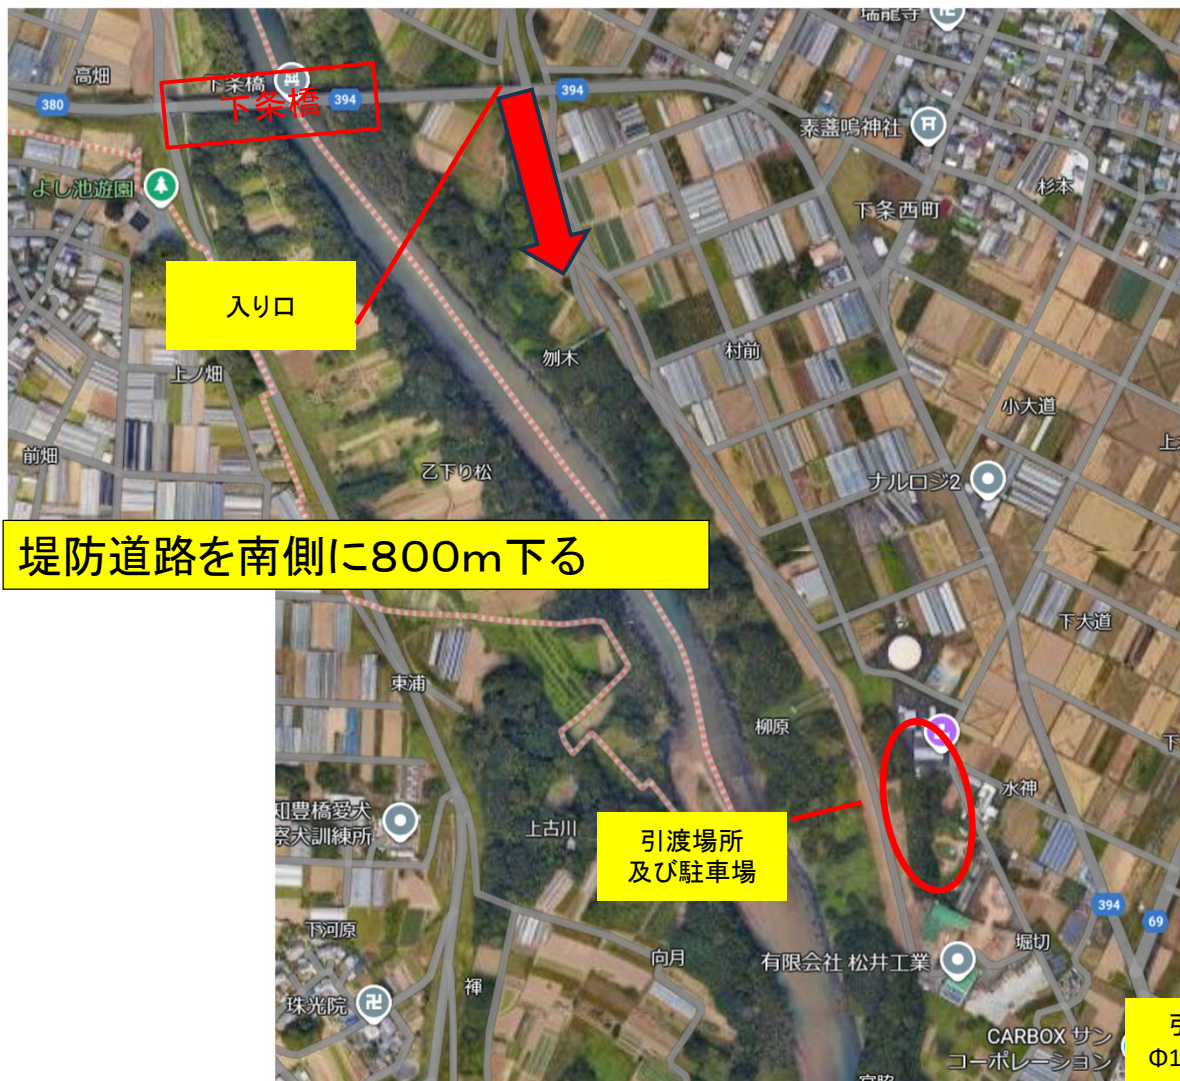 瑞龍寺
高畑
下条橋
下条橋
380
394
394
素盞嗚神社
よし池遊園
杉本
下条西町
入り口
刎木
村前
上ノ畑
小大道
前畑
乙下り松
ナルロジ2
堤防道路を南側に800m下る
下大道
東浦
柳原
水神
知豊橋愛犬
察犬訓練所
上古川
引渡場所
及び駐車場
394
69
下河原
堀切
向月
有限会社 松井工業
褌
珠光院
CARBOX サン
コーポレーション
Φ1
宮脇